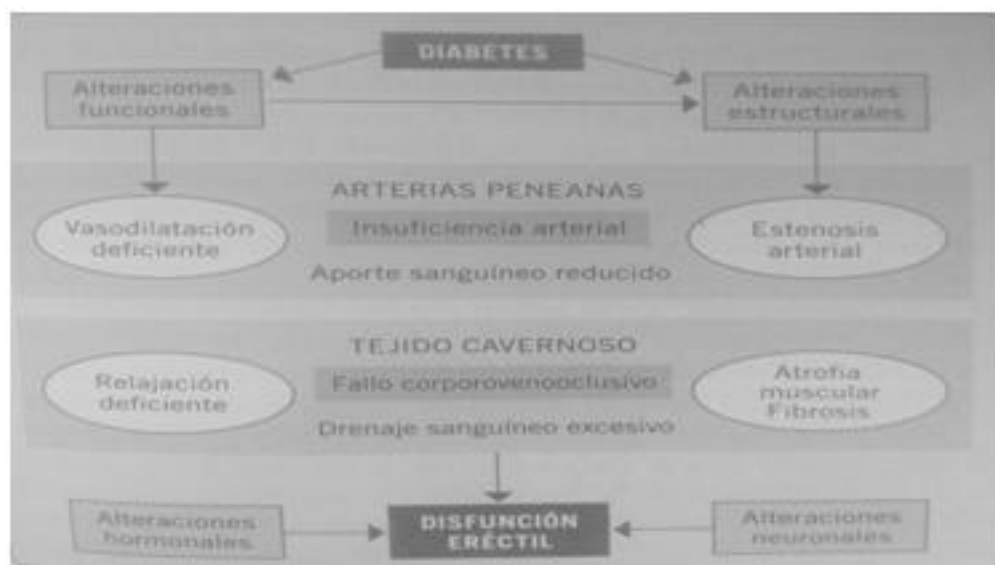 DIABETES
Alteraciones
funcionales
Alteraciones
estructurales
ARTERIAS PENEANAS
Vasodilatación
deficiente
Insuficiencia arterial
Estenosis
arterial
Aporte sanguíneo reducido
TEJIDO CAVERNOSO
Relajación
deficiente
Fallo corporovenooclusivo
Atrofia
muscular
Fibrosis
Drenaje sanguíneo excesivo
Alteraciones
hormonales
DISFUNCIÓN
ERÉCTIL
Alteraciones
neuronales